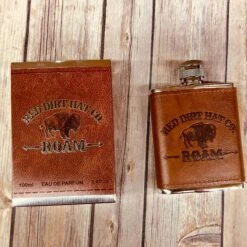 RED DIRT HAT CO.
ROAM
100ml EAU DE PARFUM
RED DIRT HAT CO.
ROAM